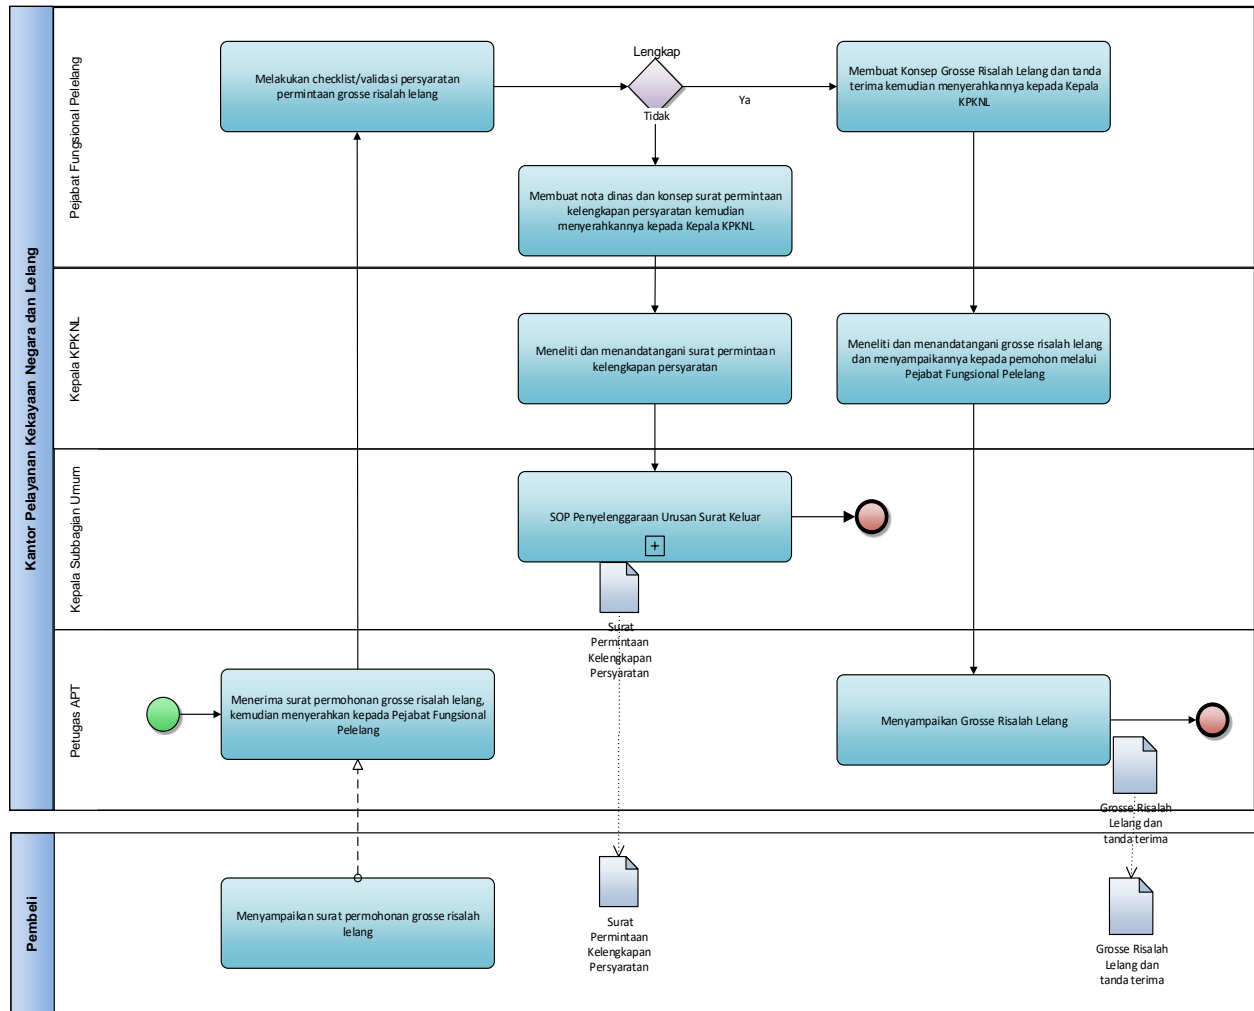 Kantor Pelayanan Kekayaan Negara dan Lelang
Pejabat Fungsional Pelelang
Melakukan checklist/validasi persyaratan
permintaan grosse risalah lelang
Lengkap
Ya
Tidak
Membuat Konsep Grosse Risalah Lelang dan tanda
terima kemudian menyerahkannya kepada Kepala
KPKNL
Membuat nota dinas dan konsep surat permintaan
kelengkapan persyaratan kemudian
menyerahkannya kepada Kepala KPKNL
Kepala KPKNL
Meneliti dan menandatangani surat permintaan
kelengkapan persyaratan
Meneliti dan menandatangani grosse risalah lelang
dan menyampaikannya kepada pemohon melalui
Pejabat Fungsional Pelelang
Kepala Subbagian Umum
SOP Penyelenggaraan Urusan Surat Keluar
Surat
Permintaan
Kelengkapan
Persyaratan
Petugas APT
Menerima surat permohonan grosse risalah lelang,
kemudian menyerahkan kepada Pejabat Fungsional
Pelelang
Menyampaikan Grosse Risalah Lelang
Grosse Risalah
Lelang dan
tanda terima
Pembeli
Menyampaikan surat permohonan grosse risalah
lelang
Surat
Permintaan
Kelengkapan
Persyaratan
Grosse Risalah
Lelang dan
tanda terima